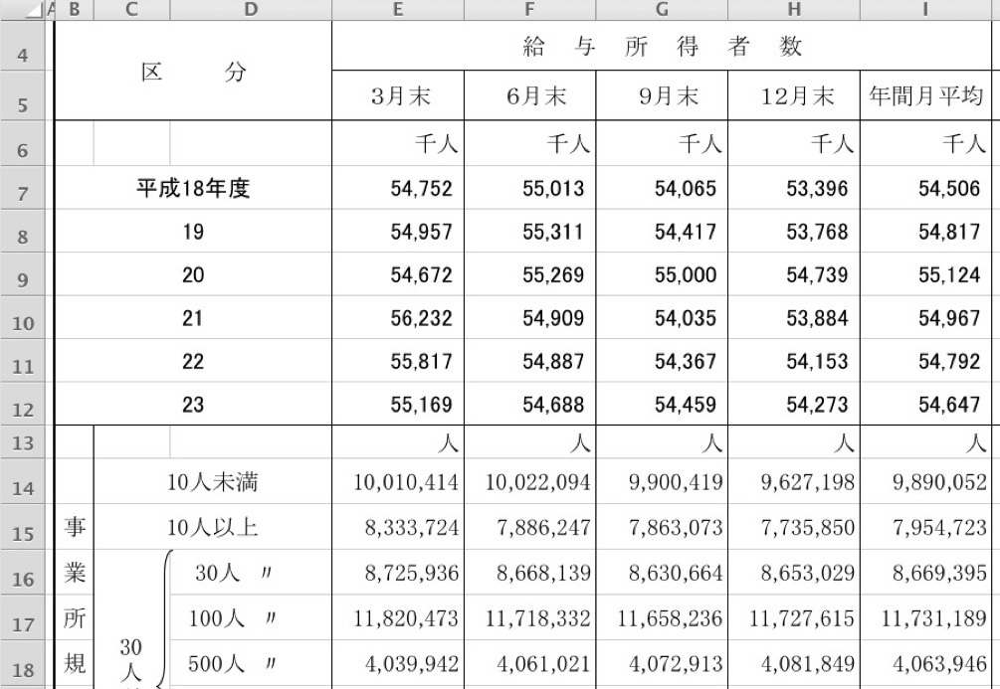 A B C D E F G H I
4 給 与 所 得 者 数
区 分
5 3月末 6月末 9月末 12月末 年間月平均
6 千人 千人 千人 千人 千人
7 平成18年度 54,752 55,013 54,065 53,396 54,506
8 19 54,957 55,311 54,417 53,768 54,817
9 20 54,672 55,269 55,000 54,739 55,124
10 21 56,232 54,909 54,035 53,884 54,967
11 22 55,817 54,887 54,367 54,153 54,792
12 23 55,169 54,688 54,459 54,273 54,647
13 人 人 人 人 人
14 10人未満 10,010,414 10,022,094 9,900,419 9,627,198 9,890,052
15 事 10人以上 8,333,724 7,886,247 7,863,073 7,735,850 7,954,723
16 業 30人 〃 8,725,936 8,668,139 8,630,664 8,653,029 8,669,395
17 所 100人 〃 11,820,473 11,718,332 11,658,236 11,727,615 11,731,189
18 規 30人 500人 〃 4,039,942 4,061,021 4,072,913 4,081,849 4,063,946